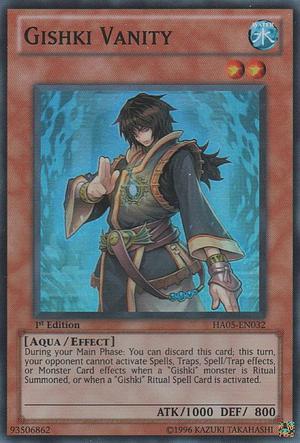 GISHKI VANITY
WATER
水
1st Edition
HA05-EN032
[AQUA / EFFECT]
During your Main Phase: You can discard this card; this turn,
your opponent cannot activate Spells, Traps, Spell/Trap effects,
or Monster Card effects when a "Gishki" monster is Ritual
Summoned, or when a "Gishki" Ritual Spell Card is activated.
ATK/1000 DEF/ 800
93506862
©1996 KAZUKI TAKAHASHI